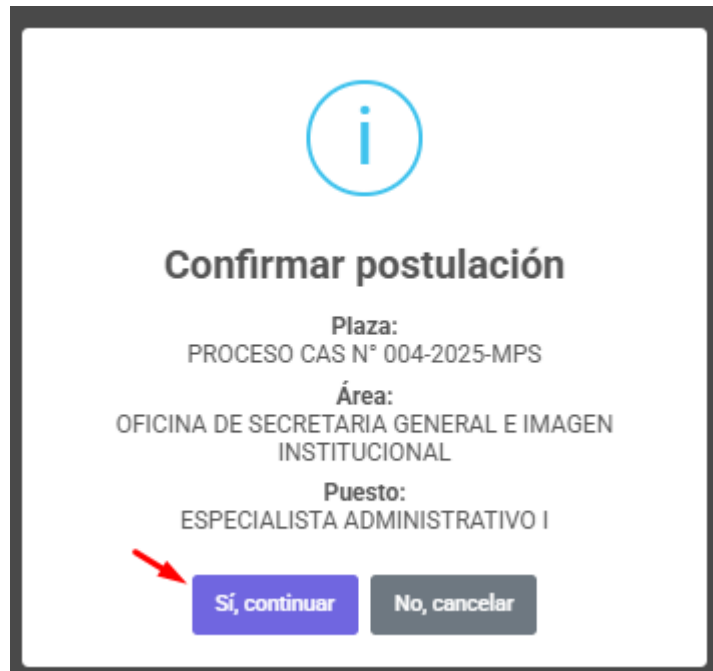 i
Confirmar postulación
Plaza:
PROCESO CAS N° 004-2025-MPS
Área:
OFICINA DE SECRETARIA GENERAL E IMAGEN
INSTITUCIONAL
Puesto:
ESPECIALISTA ADMINISTRATIVO I
Sí, continuar No, cancelar